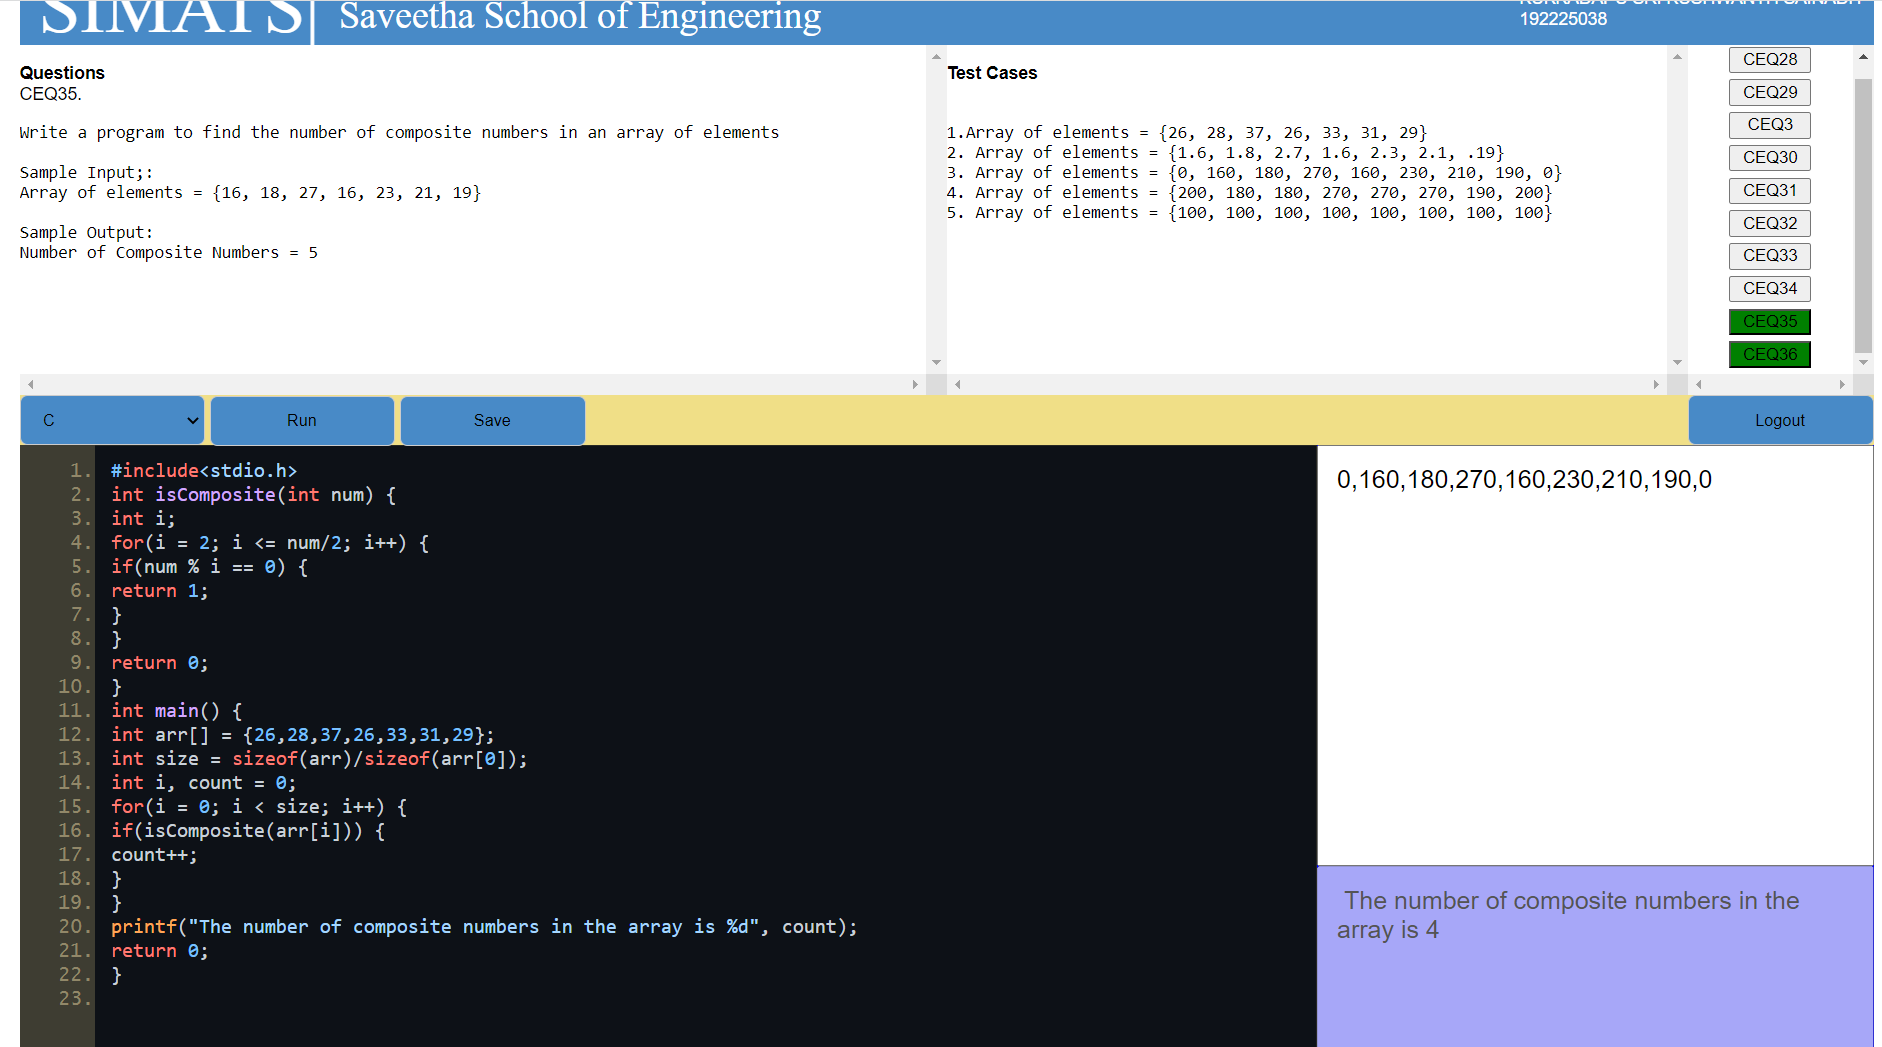 SIMATS
Saveetha School of Engineering
192225038
Questions
CEQ35.
Write a program to find the number of composite numbers in an array of elements
Sample Input;:
Array of elements = {16, 18, 27, 16, 23, 21, 19}
Sample Output:
Number of Composite Numbers = 5
Test Cases
1.Array of elements = {26, 28, 37, 26, 33, 31, 29}
2. Array of elements = {1.6, 1.8, 2.7, 1.6, 2.3, 2.1, .19}
3. Array of elements = {0, 160, 180, 270, 160, 230, 210, 190, 0}
4. Array of elements = {200, 180, 180, 270, 270, 270, 190, 200}
5. Array of elements = {100, 100, 100, 100, 100, 100, 100, 100}
CEQ28
CEQ29
CEQ3
CEQ30
CEQ31
CEQ32
CEQ33
CEQ34
CEQ35
CEQ36
C
Run
Save
Logout
1. #include<stdio.h>
2. int isComposite(int num) {
3. int i;
4. for(i = 2; i <= num/2; i++) {
5. if(num % i == 0) {
6. return 1;
7. }
8. }
9. return 0;
10. }
11. int main() {
12. int arr[] = {26,28,37,26,33,31,29};
13. int size = sizeof(arr)/sizeof(arr[0]);
14. int i, count = 0;
15. for(i = 0; i < size; i++) {
16. if(isComposite(arr[i])) {
17. count++;
18. }
19. }
20. printf("The number of composite numbers in the array is %d", count);
21. return 0;
22. }
23.
0,160,180,270,160,230,210,190,0
The number of composite numbers in the
array is 4